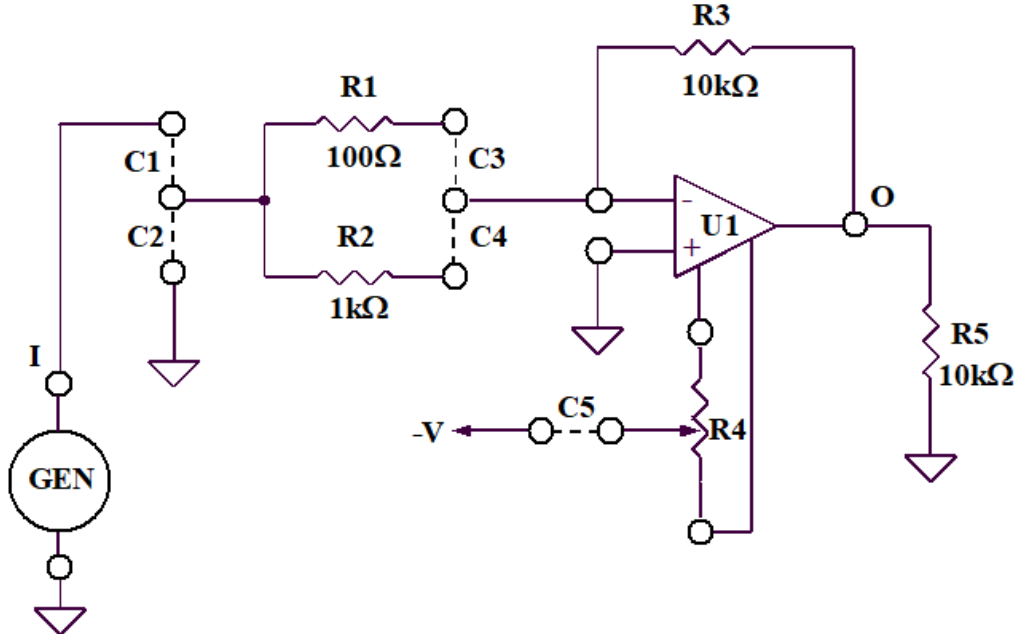 R3
10kΩ
R1
100Ω
C1
C3
C2
R2
1kΩ
C4
-
U1
+
O
I
R5
10kΩ
C5
-V
R4
GEN